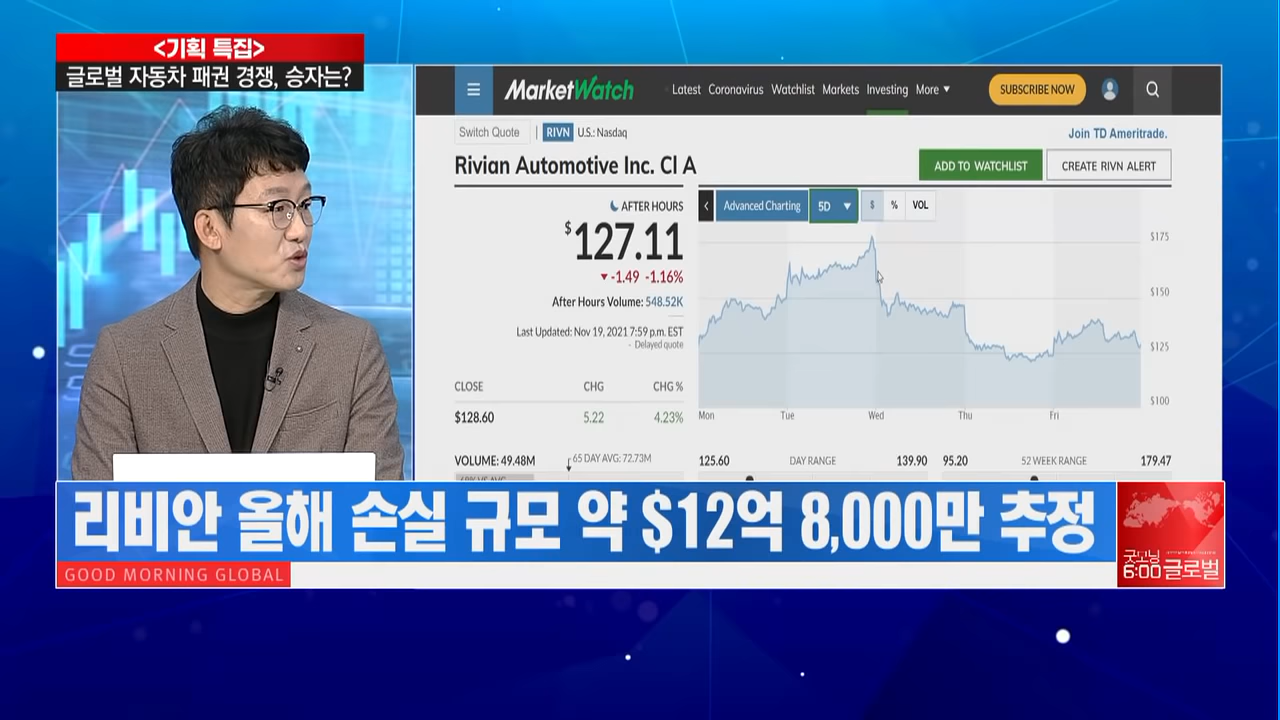 <기획 특집>
글로벌 자동차 패권 경쟁, 승자는?
MarketWatch
Latest Coronavirus Watchlist Markets Investing More
SUBSCRIBE NOW
Switch Quote RIVN U.S.: Nasdaq
Join TD Ameritrade.
Rivian Automotive Inc. Cl A
ADD TO WATCHLIST
CREATE RIVN ALERT
AFTER HOURS
$127.11
-1.49 -1.16%
After Hours Volume: 548.52K
Last Updated: Nov 19, 2021 7:59 p.m. EST
- Delayed quote
CLOSE CHG CHG %
$128.60 5.22 4.23%
VOLUME: 49.48M
65 DAY AVG: 72.73M
Advanced Charting 5D $ % VOL
$175
$150
$125
$100
Mon Tue Wed Thu Fri
125.60 DAY RANGE 139.90
95.20 52 WEEK RANGE 179.47
리비안 올해 손실 규모 약 $12억 8,000만 추정
GOOD MORNING GLOBAL
굿모닝
6:00 글로벌